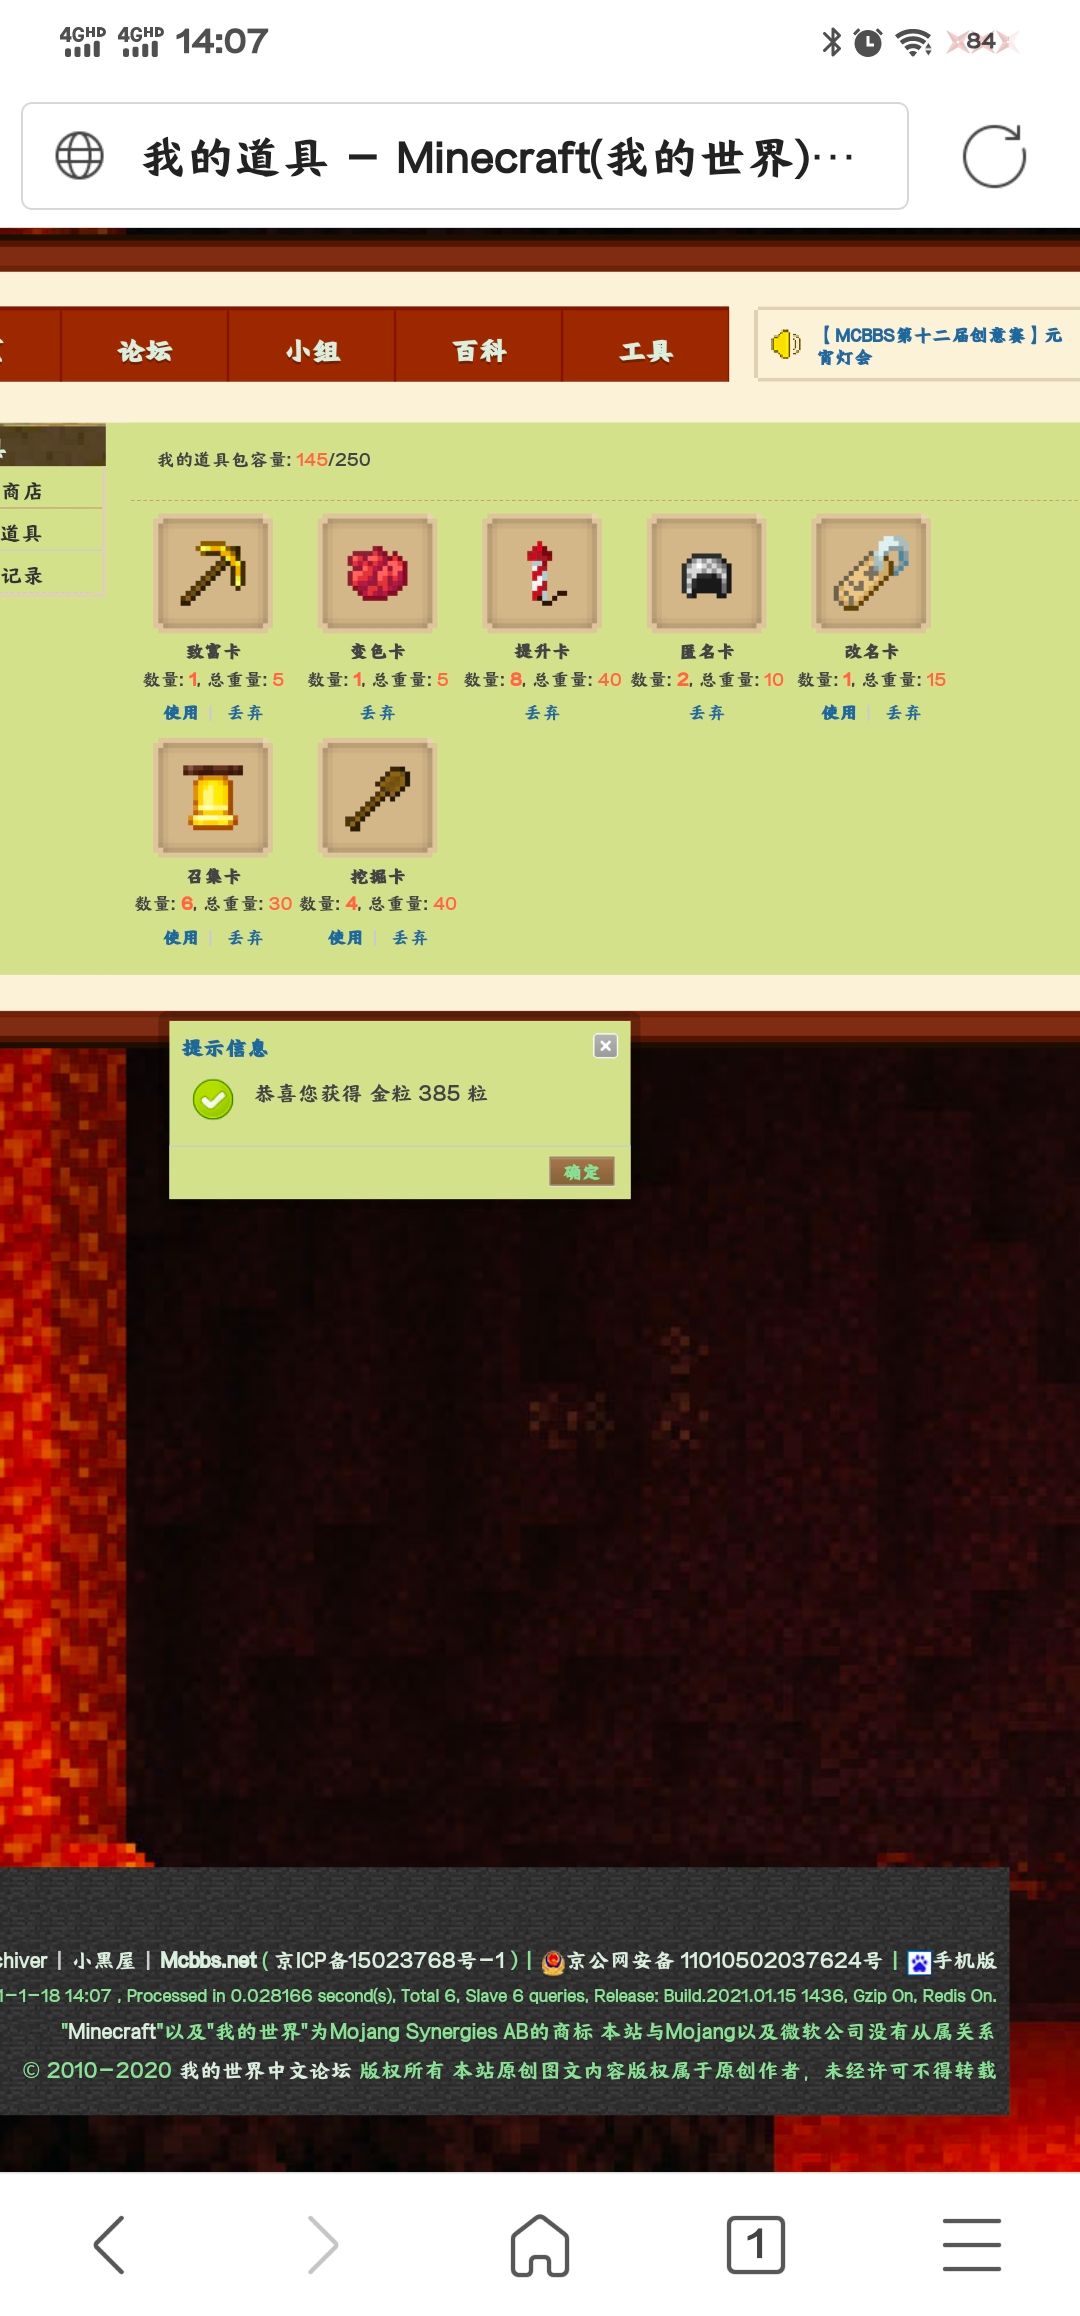 4GHD 4GHD 14:07 84
我的道具 - Minecraft(我的世界)···
论坛 小组 百科 工具
【MCBBS第十二届创意赛】元
宵灯会
商店
道具
记录
我的道具包容量: 145/250
致富卡 变色卡 提升卡 匿名卡 改名卡
数量: 1, 总重量: 5 数量: 1, 总重量: 5 数量: 8, 总重量: 40 数量: 2, 总重量: 10 数量: 1, 总重量: 15
使用 | 丢弃 丢弃 丢弃 丢弃 使用 | 丢弃
召集卡 挖掘卡
数量: 6, 总重量: 30 数量: 4, 总重量: 40
使用 | 丢弃 使用 | 丢弃
提示信息
恭喜您获得 金粒 385 粒
确定
chiver | 小黑屋 | Mcbbs.net ( 京ICP备15023768号-1 ) | 京公网安备 11010502037624号 | 手机版
1-1-18 14:07 , Processed in 0.028166 second(s), Total 6, Slave 6 queries, Release: Build.2021.01.15 1436, Gzip On, Redis On.
"Minecraft"以及"我的世界"为Mojang Synergies AB的商标 本站与Mojang以及微软公司没有从属关系
© 2010-2020 我的世界中文论坛 版权所有 本站原创图文内容版权属于原创作者，未经许可不得转载
1